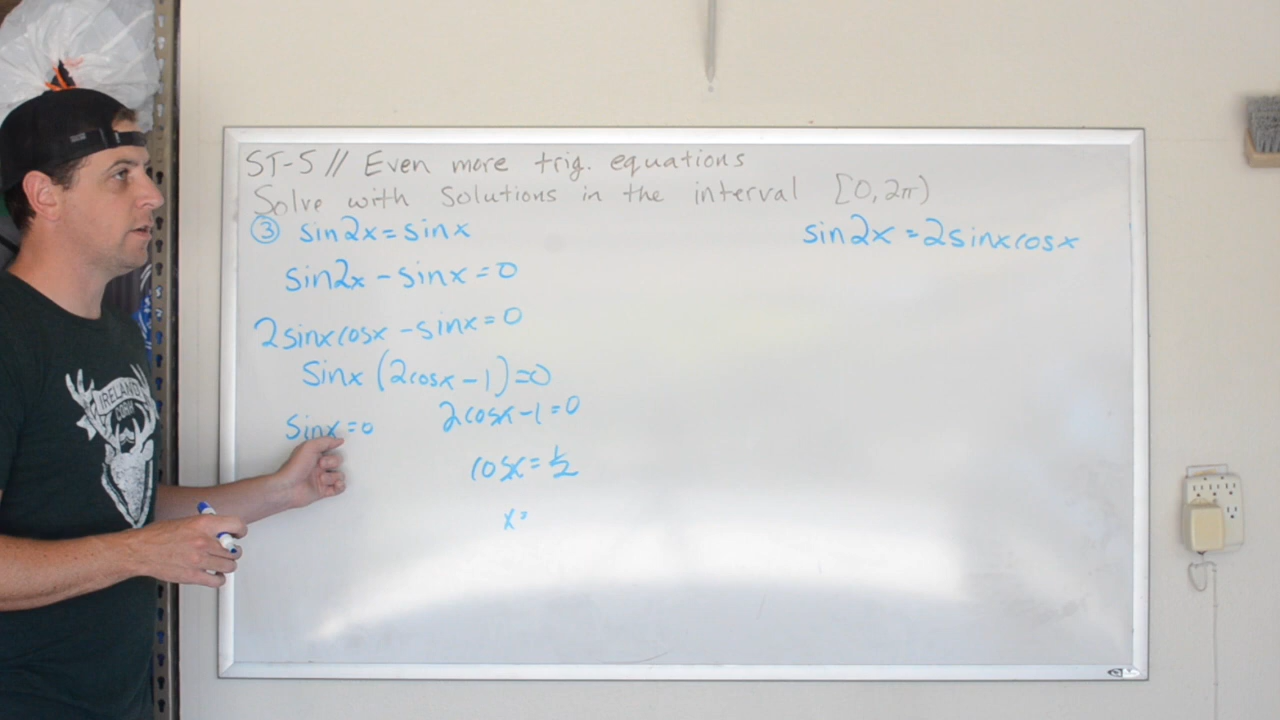 ST-5 // Even more trig. equations
Solve with Solutions in the interval [0, 2π)
③ sin2x = sinx
sin2x = 2sinxcosx
sin2x - sinx = 0
2sinxcosx - sinx = 0
sinx (2cosx - 1) = 0
sinx = 0
2cosx - 1 = 0
cosx = 1/2
x =
IRELAND